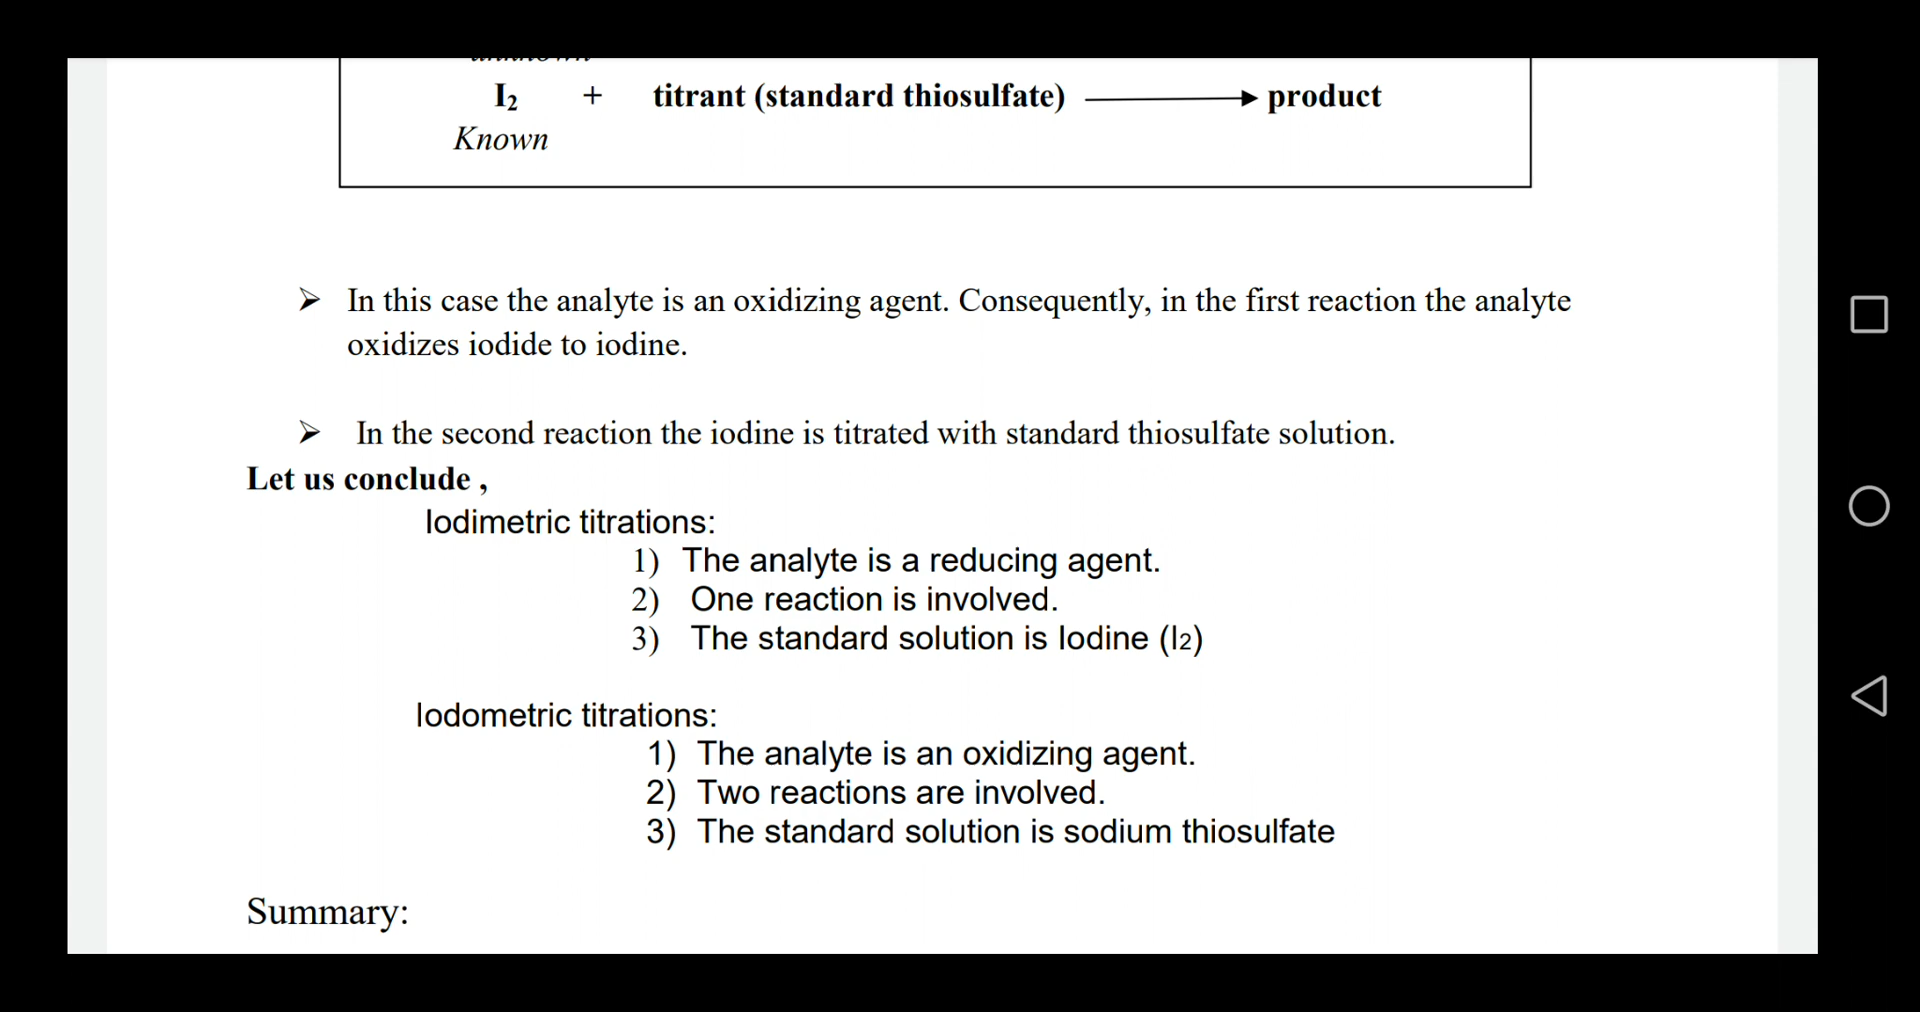 I₂ + titrant (standard thiosulfate) → product
Known
➢ In this case the analyte is an oxidizing agent. Consequently, in the first reaction the analyte
oxidizes iodide to iodine.
➢ In the second reaction the iodine is titrated with standard thiosulfate solution.
Let us conclude ,
Iodimetric titrations:
1) The analyte is a reducing agent.
2) One reaction is involved.
3) The standard solution is Iodine (I2)
Iodometric titrations:
1) The analyte is an oxidizing agent.
2) Two reactions are involved.
3) The standard solution is sodium thiosulfate
Summary: